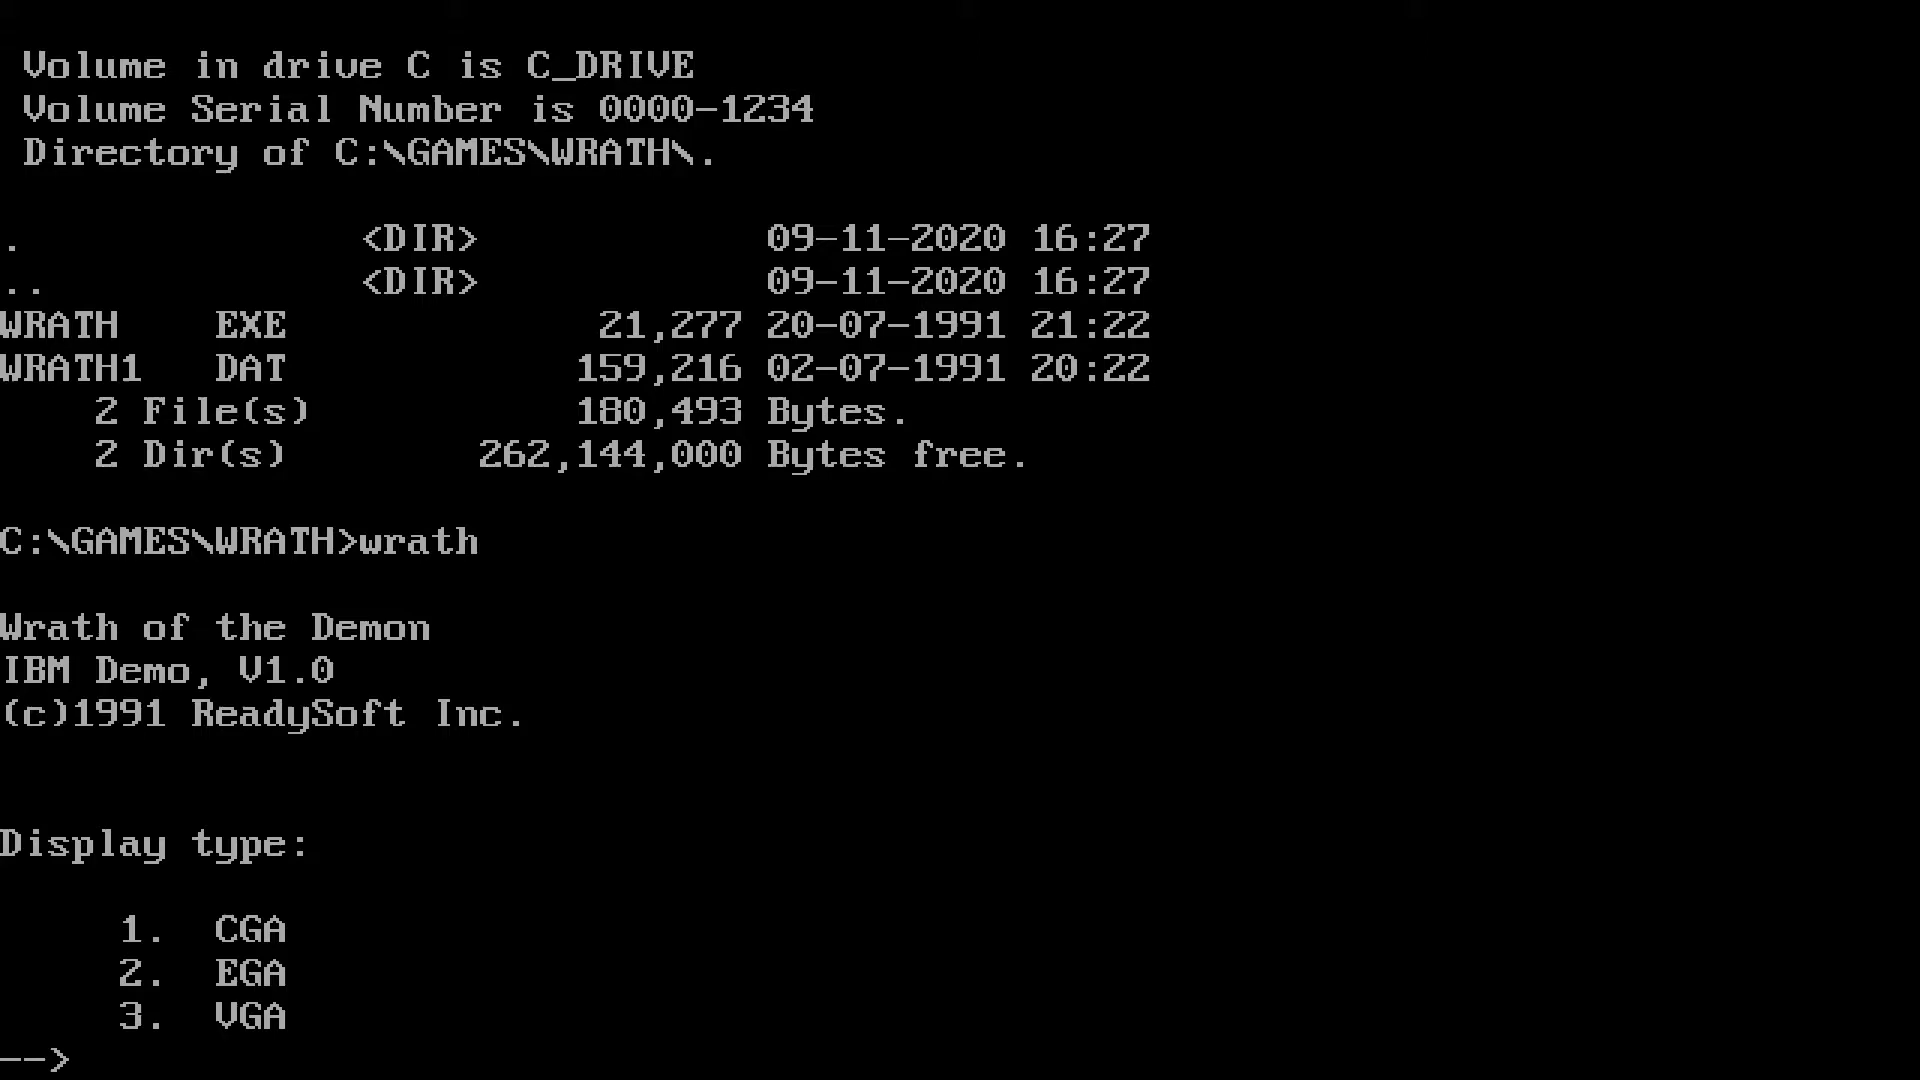 Volume in drive C is C_DRIVE
Volume Serial Number is 0000-1234
Directory of C:\GAMES\WRATH\.
. <DIR> 09-11-2020 16:27
.. <DIR> 09-11-2020 16:27
WRATH EXE 21,277 20-07-1991 21:22
WRATH1 DAT 159,216 02-07-1991 20:22
2 File(s) 180,493 Bytes.
2 Dir(s) 262,144,000 Bytes free.
C:\GAMES\WRATH>wrath
Wrath of the Demon
IBM Demo, V1.0
(c)1991 ReadySoft Inc.
Display type:
1. CGA
2. EGA
3. VGA
-->